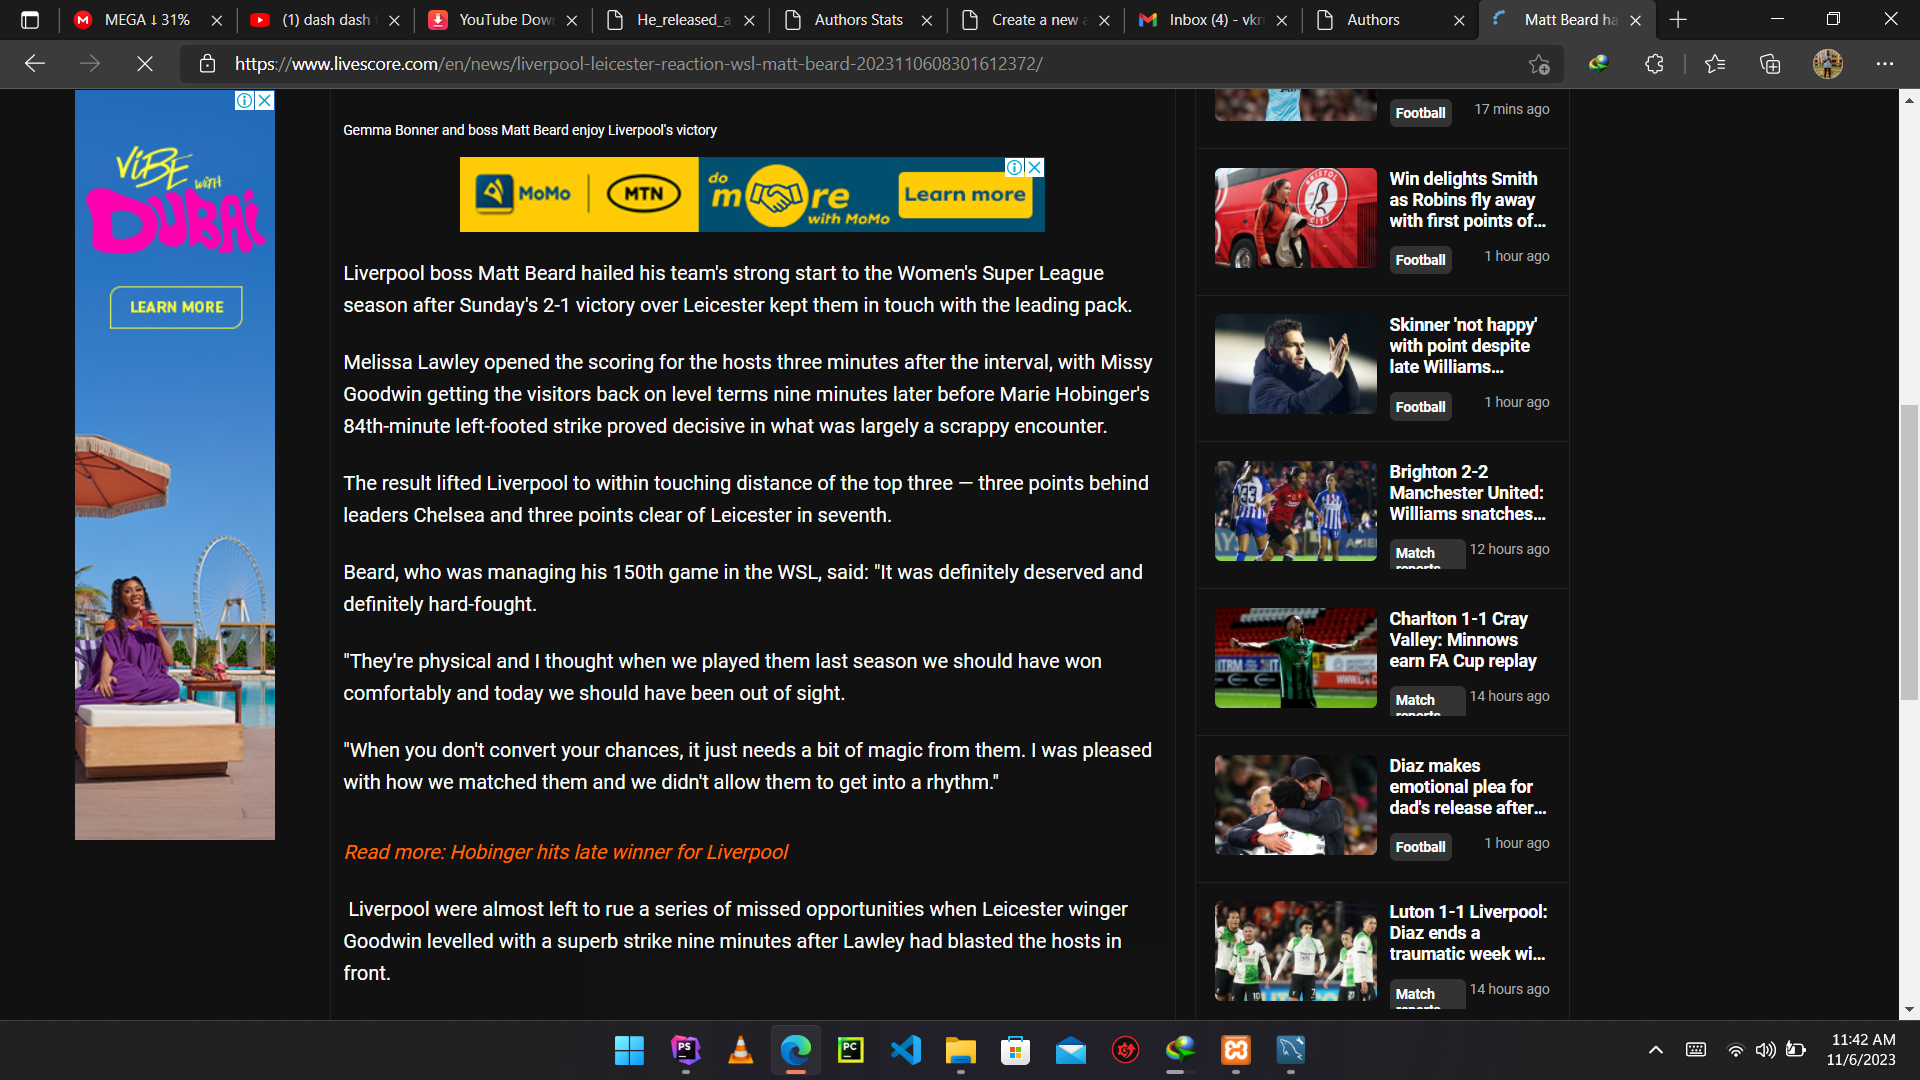 MEGA ↓ 31%
(1) dash dash
YouTube Dow
He_released_a
Authors Stats
Create a new a
Inbox (4) - vkri
Authors
Matt Beard ha
https://www.livescore.com/en/news/liverpool-leicester-reaction-wsl-matt-beard-2023110608301612372/
ViBE
with
DUBAi
LEARN MORE
Gemma Bonner and boss Matt Beard enjoy Liverpool's victory
MoMo
MTN
do
more
with MoMo
Learn more
Liverpool boss Matt Beard hailed his team's strong start to the Women's Super League
season after Sunday's 2-1 victory over Leicester kept them in touch with the leading pack.
Melissa Lawley opened the scoring for the hosts three minutes after the interval, with Missy
Goodwin getting the visitors back on level terms nine minutes later before Marie Hobinger's
84th-minute left-footed strike proved decisive in what was largely a scrappy encounter.
The result lifted Liverpool to within touching distance of the top three — three points behind
leaders Chelsea and three points clear of Leicester in seventh.
Beard, who was managing his 150th game in the WSL, said: "It was definitely deserved and
definitely hard-fought.
"They're physical and I thought when we played them last season we should have won
comfortably and today we should have been out of sight.
"When you don't convert your chances, it just needs a bit of magic from them. I was pleased
with how we matched them and we didn't allow them to get into a rhythm."
Read more: Hobinger hits late winner for Liverpool
Liverpool were almost left to rue a series of missed opportunities when Leicester winger
Goodwin levelled with a superb strike nine minutes after Lawley had blasted the hosts in
front.
Football
17 mins ago
BRISTOL
CITY
Win delights Smith
as Robins fly away
with first points of...
Football
1 hour ago
Skinner 'not happy'
with point despite
late Williams...
Football
1 hour ago
Brighton 2-2
Manchester United:
Williams snatches...
Match
reports
12 hours ago
Charlton 1-1 Cray
Valley: Minnows
earn FA Cup replay
Match
reports
14 hours ago
Diaz makes
emotional plea for
dad's release after...
Football
1 hour ago
Luton 1-1 Liverpool:
Diaz ends a
traumatic week wi...
Match
reports
14 hours ago
PS
PC
11:42 AM
11/6/2023